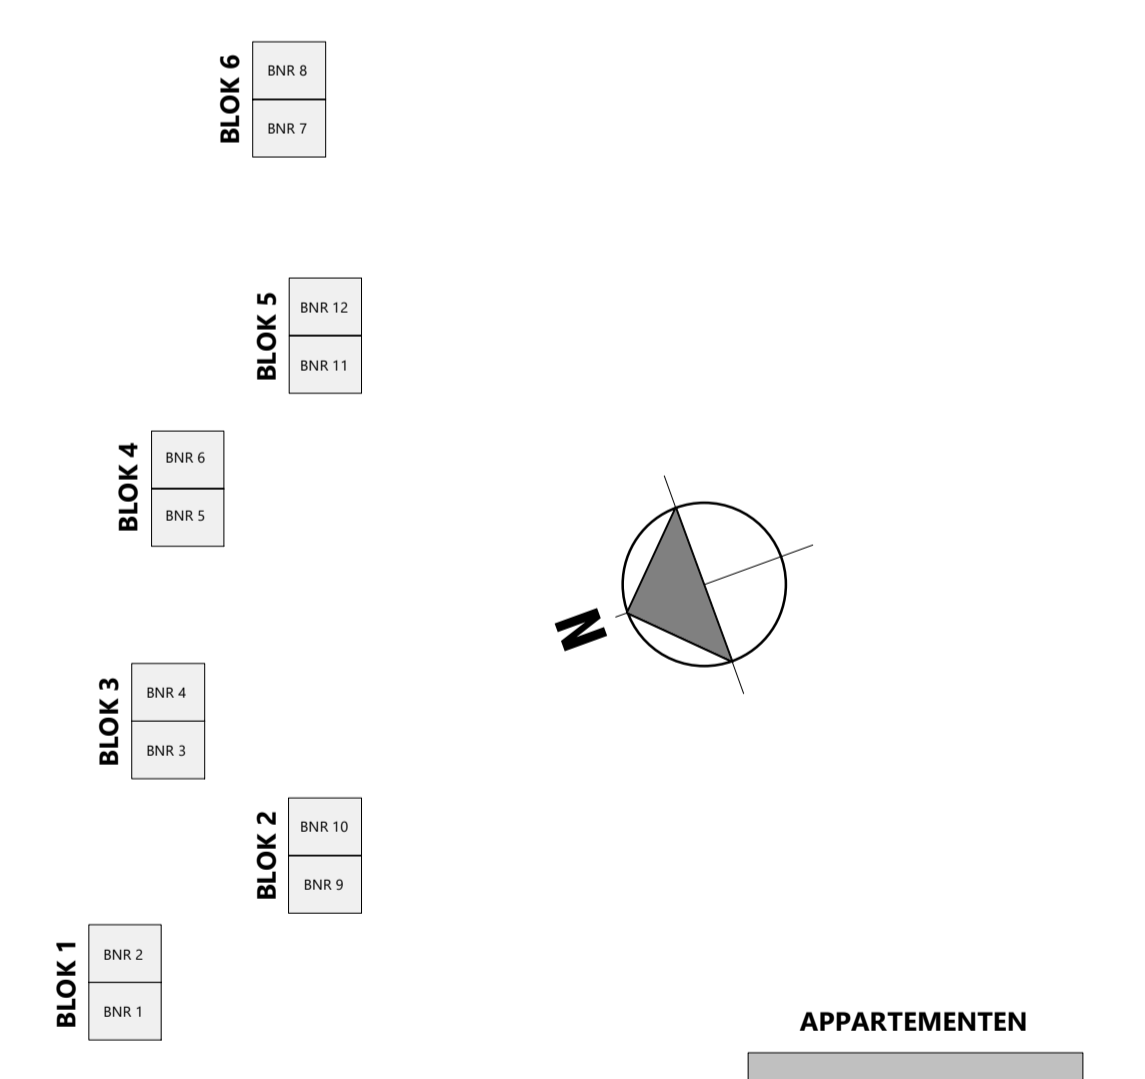 BLOK 6
BNR 8
BNR 7
BLOK 5
BNR 12
BNR 11
BLOK 4
BNR 6
BNR 5
N
BLOK 3
BNR 4
BNR 3
BLOK 2
BNR 10
BNR 9
BLOK 1
BNR 2
BNR 1
APPARTEMENTEN